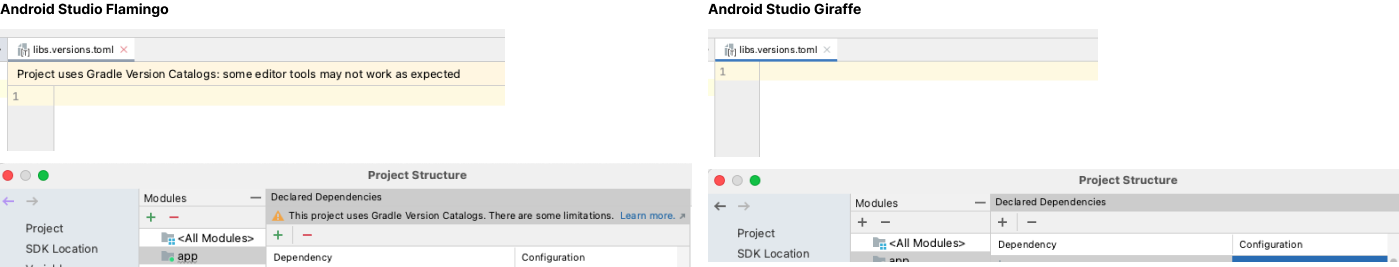 Android Studio Flamingo
libs.versions.toml
Project uses Gradle Version Catalogs: some editor tools may not work as expected
1
Project Structure
Modules
Declared Dependencies
This project uses Gradle Version Catalogs. There are some limitations. Learn more.
Project
SDK Location
<All Modules>
app
Dependency
Configuration
Android Studio Giraffe
libs.versions.toml
1
Project Structure
Modules
Declared Dependencies
Project
SDK Location
<All Modules>
app
Dependency
Configuration